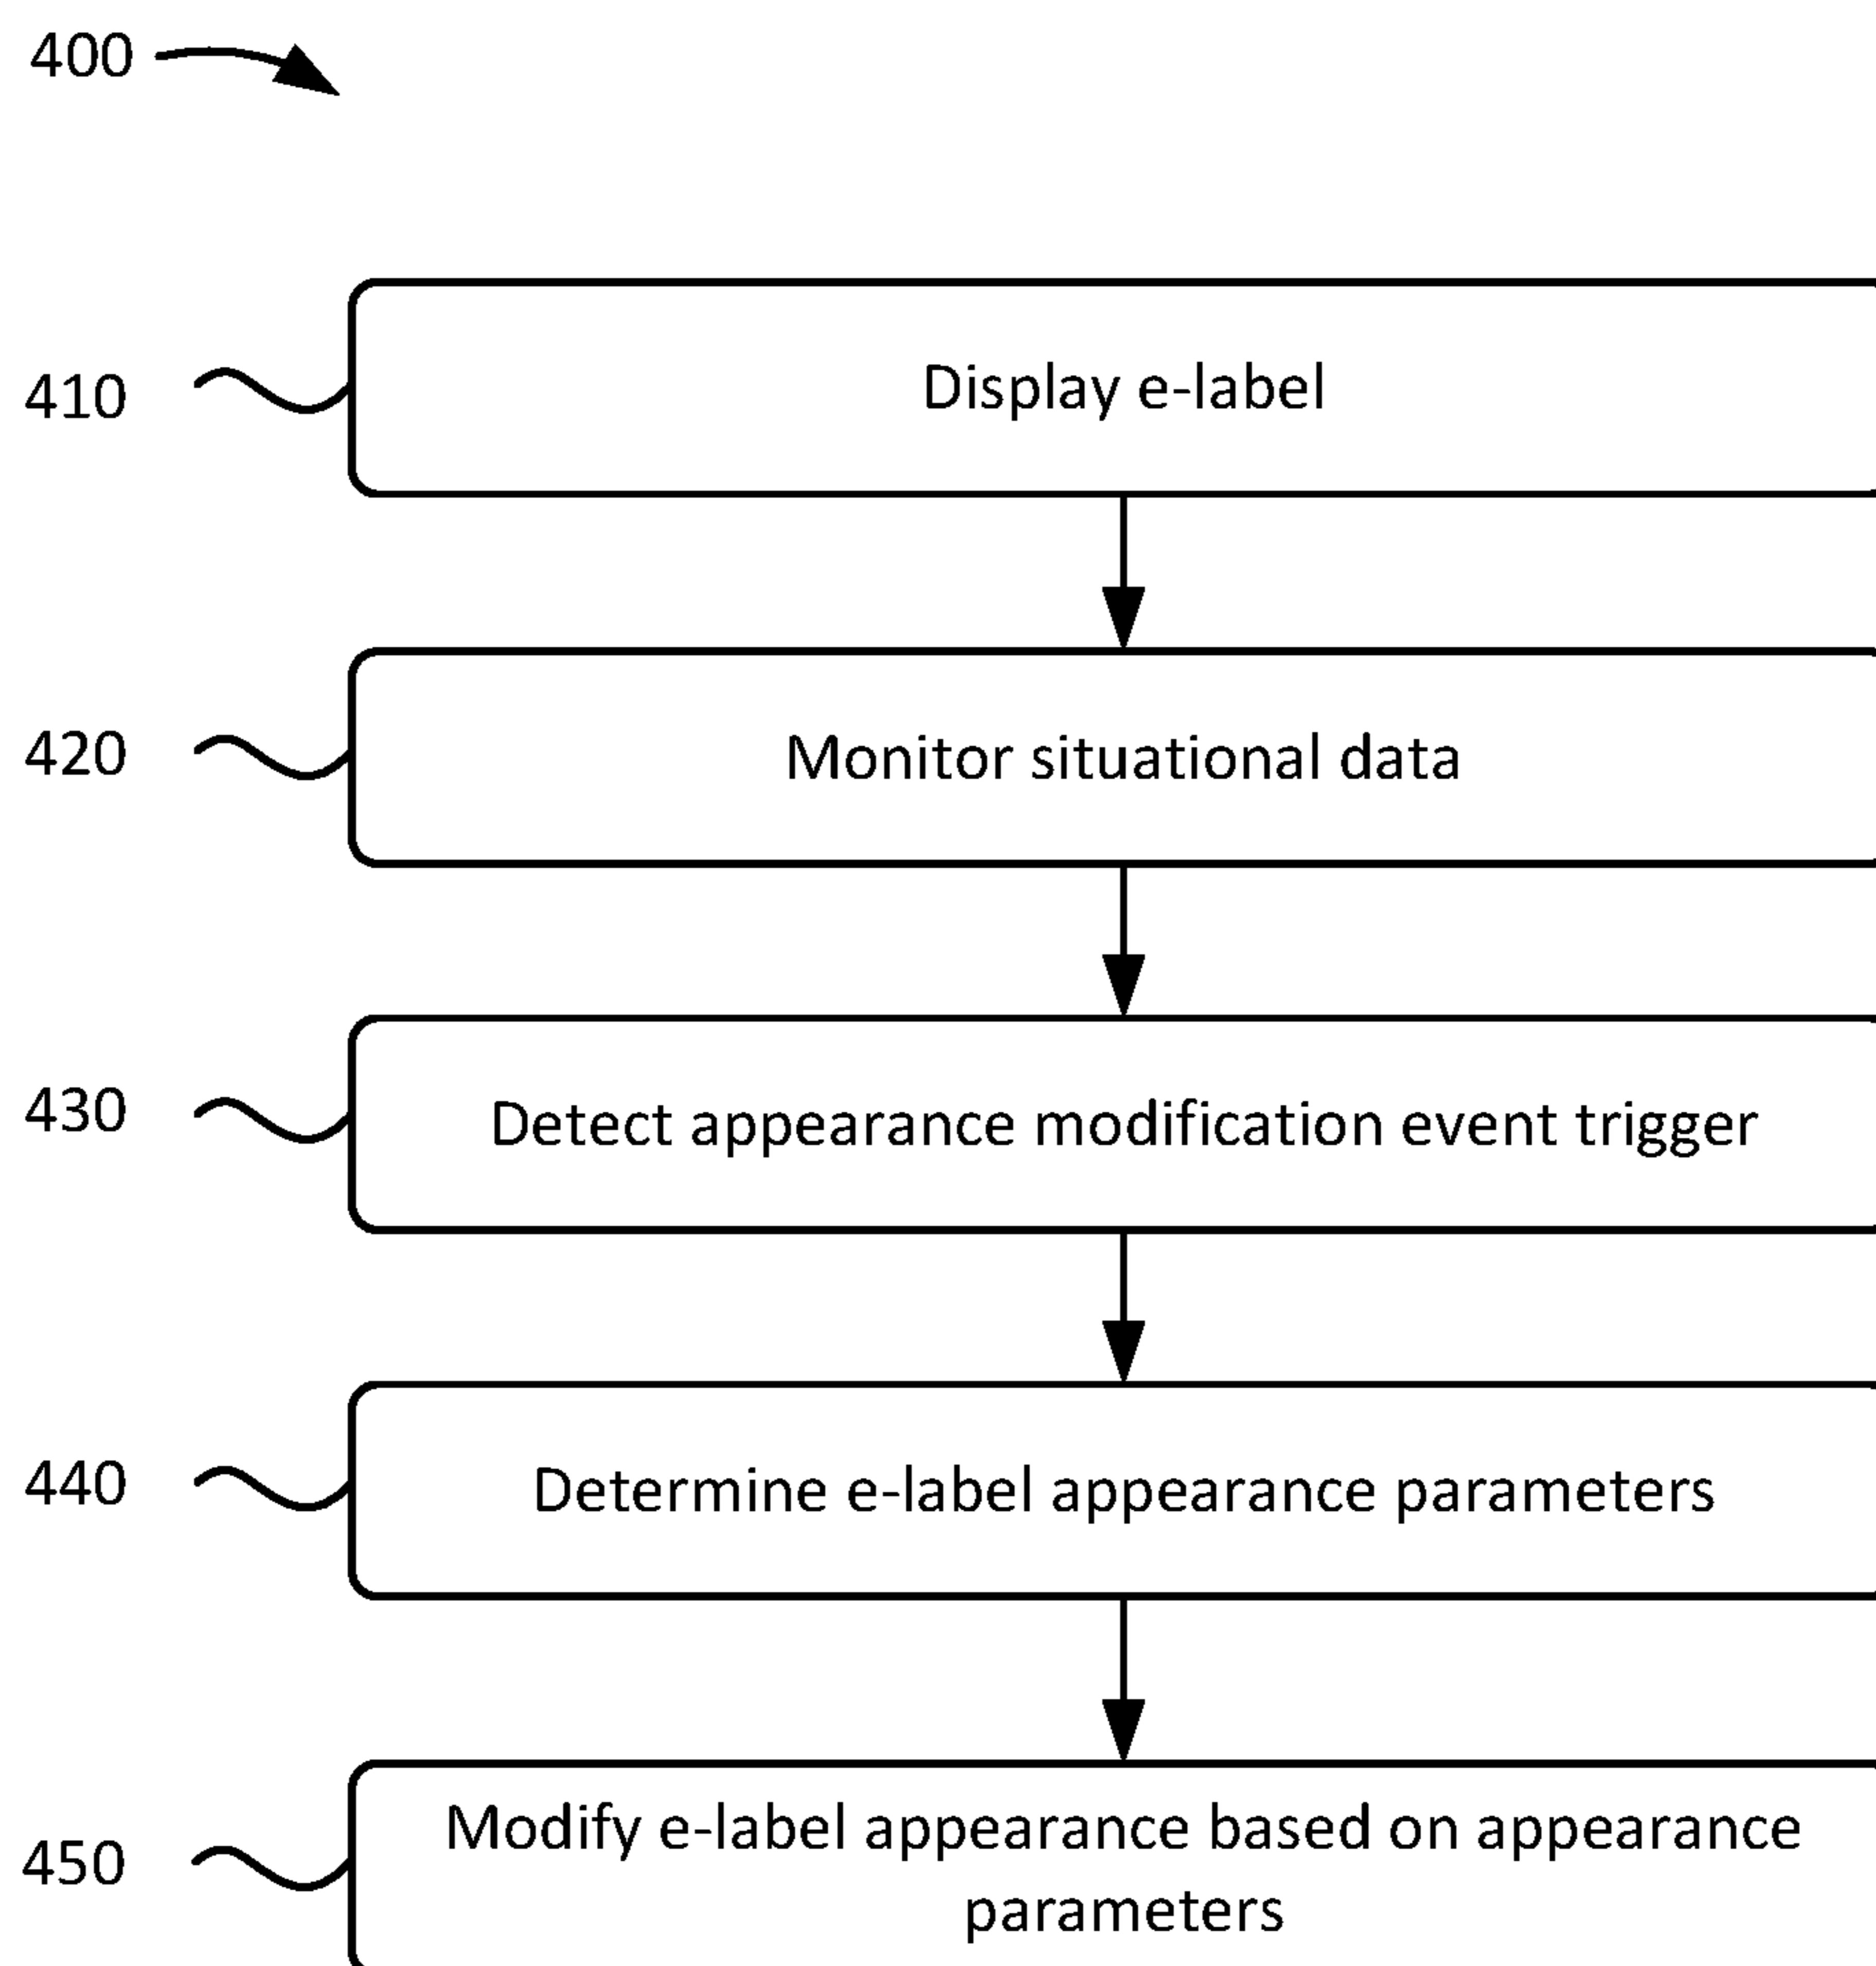 400
410
Display e-label
420
Monitor situational data
430
Detect appearance modification event trigger
440
Determine e-label appearance parameters
450
Modify e-label appearance based on appearance
parameters